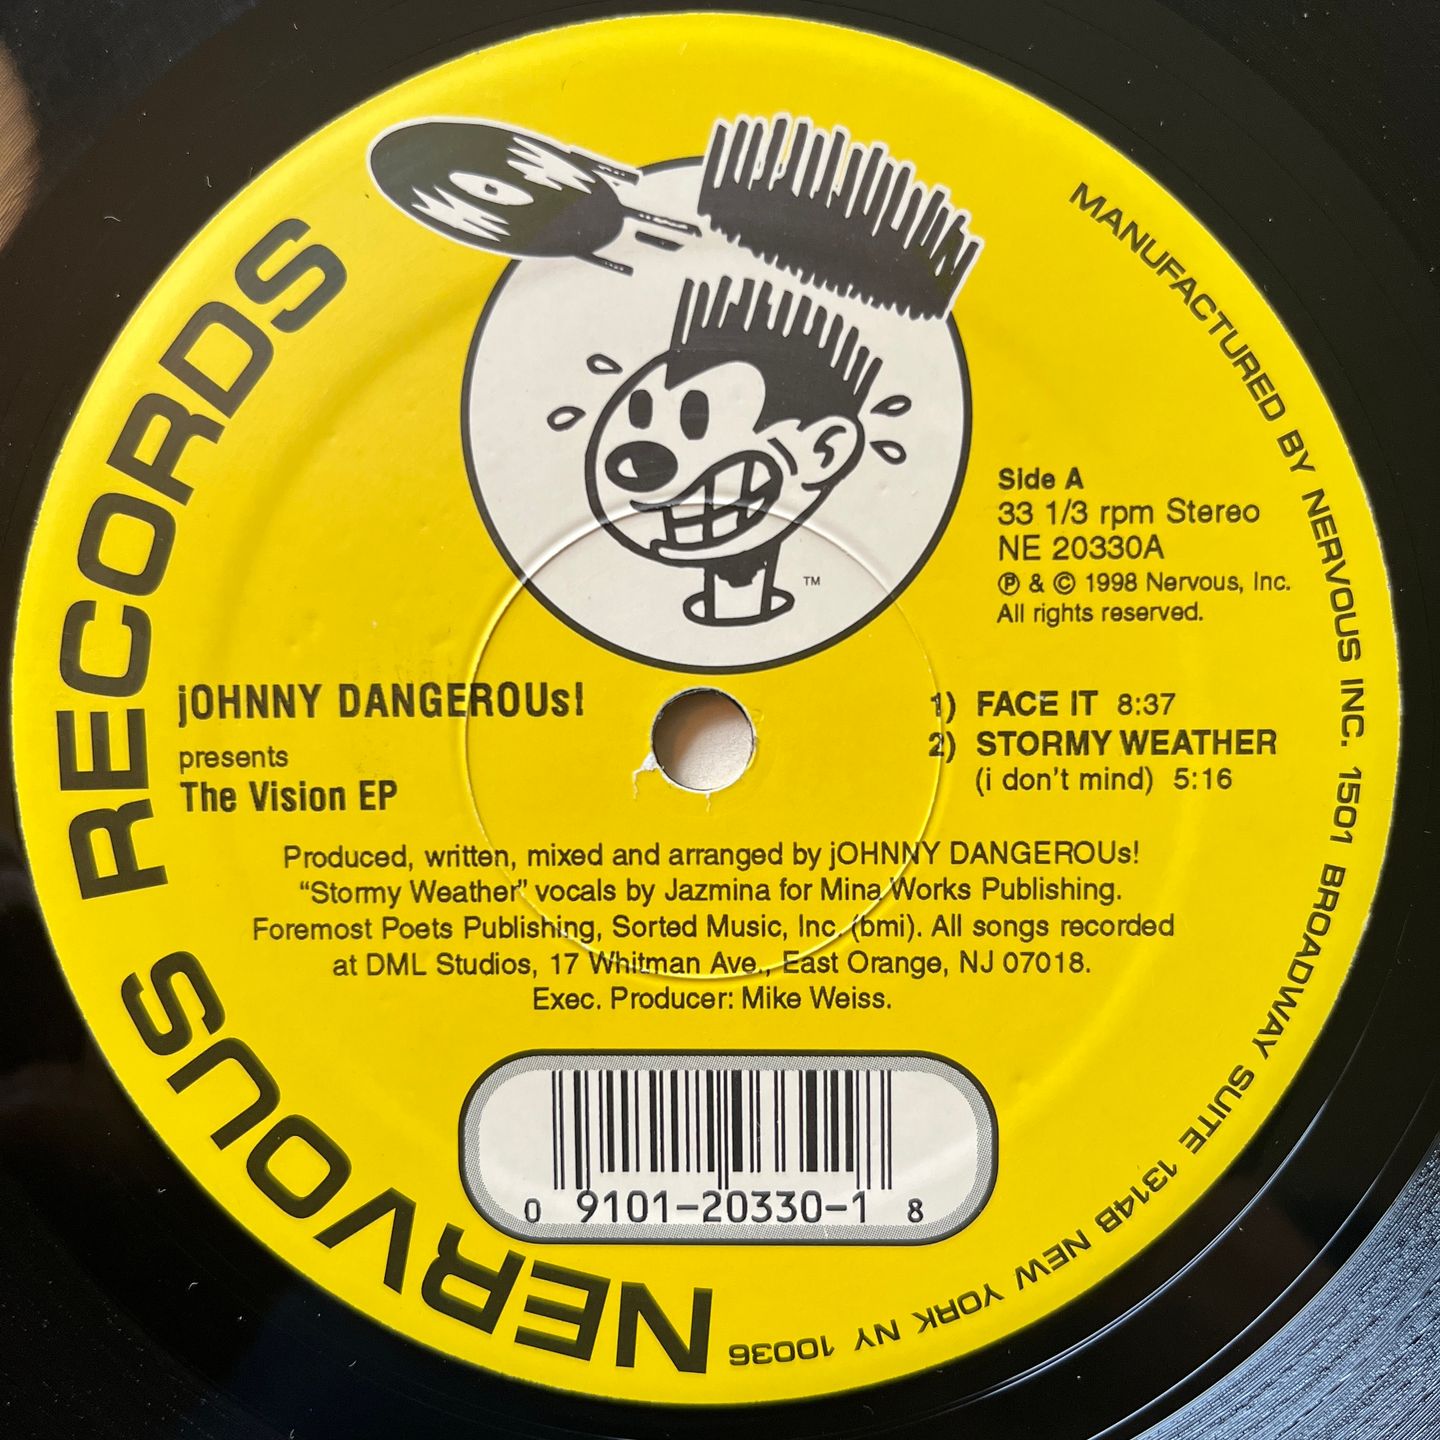 NERVOUS RECORDS
MANUFACTURED BY NERVOUS INC. 1501 BROADWAY SUITE 1314B NEW YORK NY 10036
TM
Side A
33 1/3 rpm Stereo
NE 20330A
℗ & © 1998 Nervous, Inc.
All rights reserved.
jOHNNY DANGEROUs!
presents
The Vision EP
1) FACE IT 8:37
2) STORMY WEATHER
(i don't mind) 5:16
Produced, written, mixed and arranged by jOHNNY DANGEROUs!
“Stormy Weather” vocals by Jazmina for Mina Works Publishing.
Foremost Poets Publishing, Sorted Music, Inc. (bmi). All songs recorded
at DML Studios, 17 Whitman Ave., East Orange, NJ 07018.
Exec. Producer: Mike Weiss.
0 9101-20330-1 8